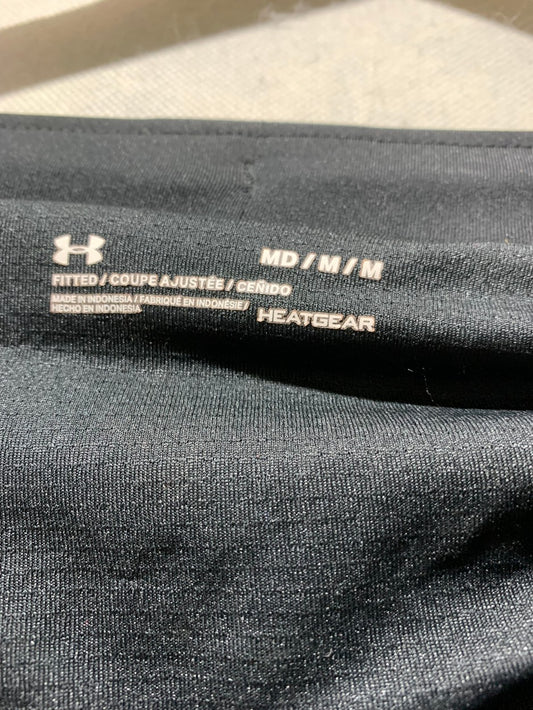 MD / M / M
FITTED / COUPE AJUSTÉE / CEÑIDO
MADE IN INDONESIA / FABRIQUÉ EN INDONÉSIE /
HECHO EN INDONESIA
HEATGEAR